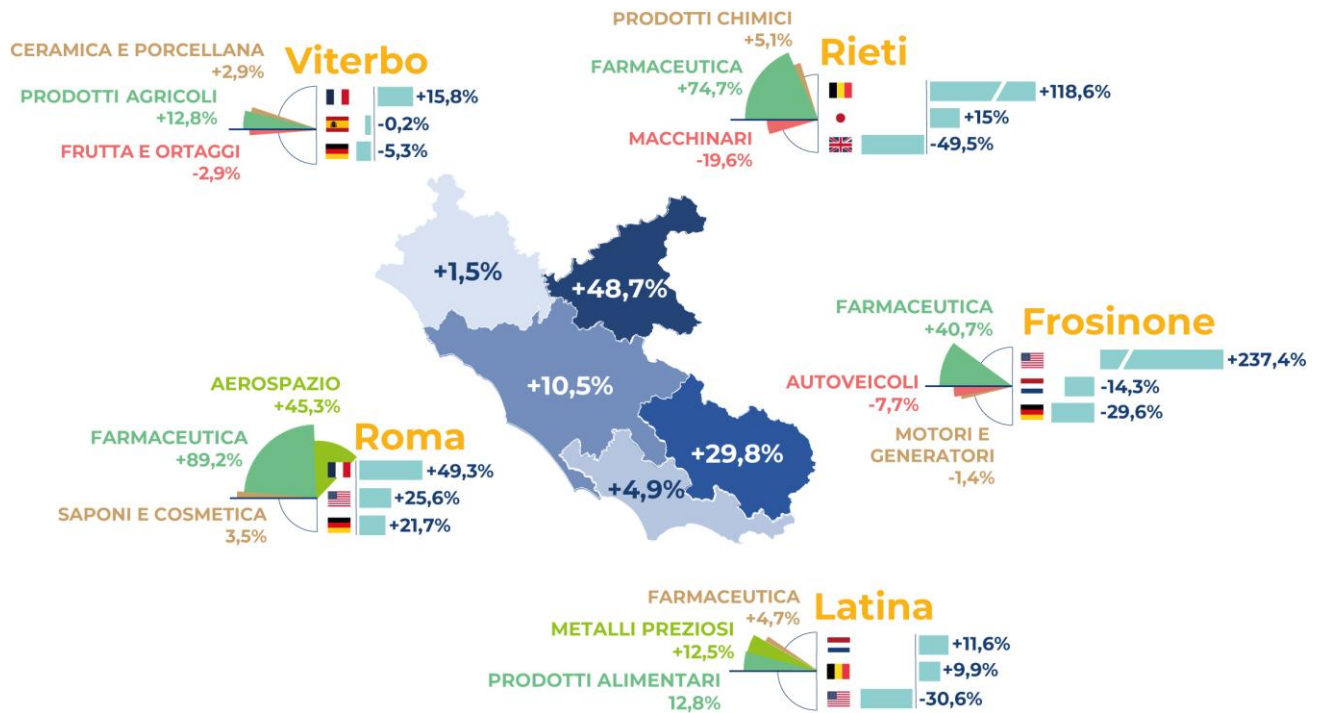 CERAMICA E PORCELLANA
+2,9%
PRODOTTI AGRICOLI
+12,8%
FRUTTA E ORTAGGI
-2,9%
Viterbo
+15,8%
-0,2%
-5,3%
PRODOTTI CHIMICI
+5,1%
FARMACEUTICA
+74,7%
MACCHINARI
-19,6%
Rieti
+118,6%
+15%
-49,5%
+1,5%
+48,7%
+10,5%
+29,8%
+4,9%
FARMACEUTICA
+40,7%
AUTOVEICOLI
-7,7%
MOTORI E
GENERATORI
-1,4%
Frosinone
+237,4%
-14,3%
-29,6%
AEROSPAZIO
+45,3%
FARMACEUTICA
+89,2%
SAPONI E COSMETICA
3,5%
Roma
+49,3%
+25,6%
+21,7%
FARMACEUTICA
+4,7%
METALLI PREZIOSI
+12,5%
PRODOTTI ALIMENTARI
12,8%
Latina
+11,6%
+9,9%
-30,6%